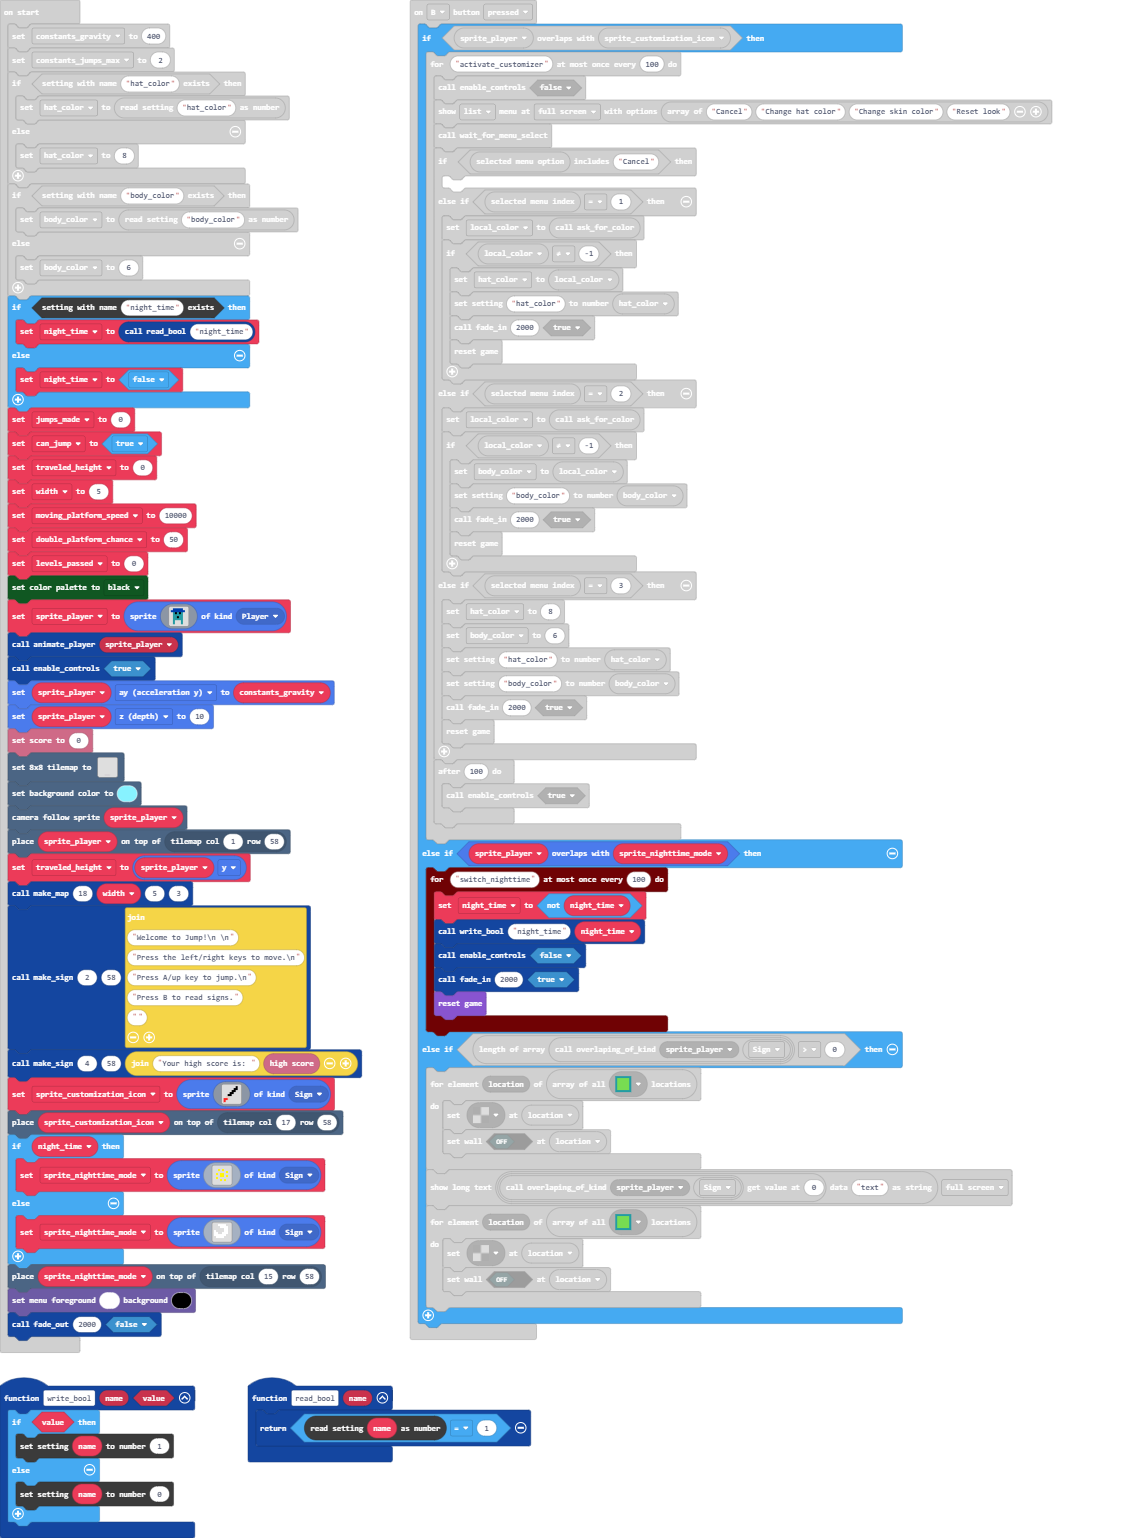 on start
set constants_gravity to 400
set constants_jumps_max to 2
if setting with name "hat_color" exists then
set hat_color to read setting "hat_color" as number
else
set hat_color to 8
if setting with name "body_color" exists then
set body_color to read setting "body_color" as number
else
set body_color to 6
if setting with name "night_time" exists then
set night_time to call read_bool "night_time"
else
set night_time to false
set jumps_made to 0
set can_jump to true
set traveled_height to 0
set width to 5
set moving_platform_speed to 10000
set double_platform_chance to 50
set levels_passed to 0
set color palette to black
set sprite_player to sprite of kind Player
call animate_player sprite_player
call enable_controls true
set sprite_player ay (acceleration y) to constants_gravity
set sprite_player z (depth) to 10
set score to 0
set 8x8 tilemap to
set background color to
camera follow sprite sprite_player
place sprite_player on top of tilemap col 1 row 58
set traveled_height to sprite_player y
call make_map 18 width 5 3
call make_sign 2 58 join
"Welcome to Jump!\n \n"
"Press the left/right keys to move.\n"
"Press A/up key to jump.\n"
"Press B to read signs."
""
call make_sign 4 58 join "Your high score is: " high score
set sprite_customization_icon to sprite of kind Sign
place sprite_customization_icon on top of tilemap col 17 row 58
if night_time then
set sprite_nighttime_mode to sprite of kind Sign
else
set sprite_nighttime_mode to sprite of kind Sign
place sprite_nighttime_mode on top of tilemap col 15 row 58
set menu foreground background
call fade_out 2000 false
on B button pressed
if sprite_player overlaps with sprite_customization_icon then
for "activate_customizer" at most once every 100 do
call enable_controls false
show list menu at full screen with options array of "Cancel" "Change hat color" "Change skin color" "Reset look"
call wait_for_menu_select
if selected menu option includes "Cancel" then
else if selected menu index = 1 then
set local_color to call ask_for_color
if local_color ≠ -1 then
set hat_color to local_color
set setting "hat_color" to number hat_color
call fade_in 2000 true
reset game
else if selected menu index = 2 then
set local_color to call ask_for_color
if local_color ≠ -1 then
set body_color to local_color
set setting "body_color" to number body_color
call fade_in 2000 true
reset game
else if selected menu index = 3 then
set hat_color to 8
set body_color to 6
set setting "hat_color" to number hat_color
set setting "body_color" to number body_color
call fade_in 2000 true
reset game
after 100 do
call enable_controls true
else if sprite_player overlaps with sprite_nighttime_mode then
for "switch_nighttime" at most once every 100 do
set night_time to not night_time
call write_bool "night_time" night_time
call enable_controls false
call fade_in 2000 true
reset game
else if length of array call overlaping_of_kind sprite_player Sign > 0 then
for element location of array of all locations
do
set at location
set wall OFF at location
show long text call overlaping_of_kind sprite_player Sign get value at 0 data "text" as string full screen
for element location of array of all locations
do
set at location
set wall OFF at location
function write_bool name value
if value then
set setting name to number 1
else
set setting name to number 0
function read_bool name
return read setting name as number = 1